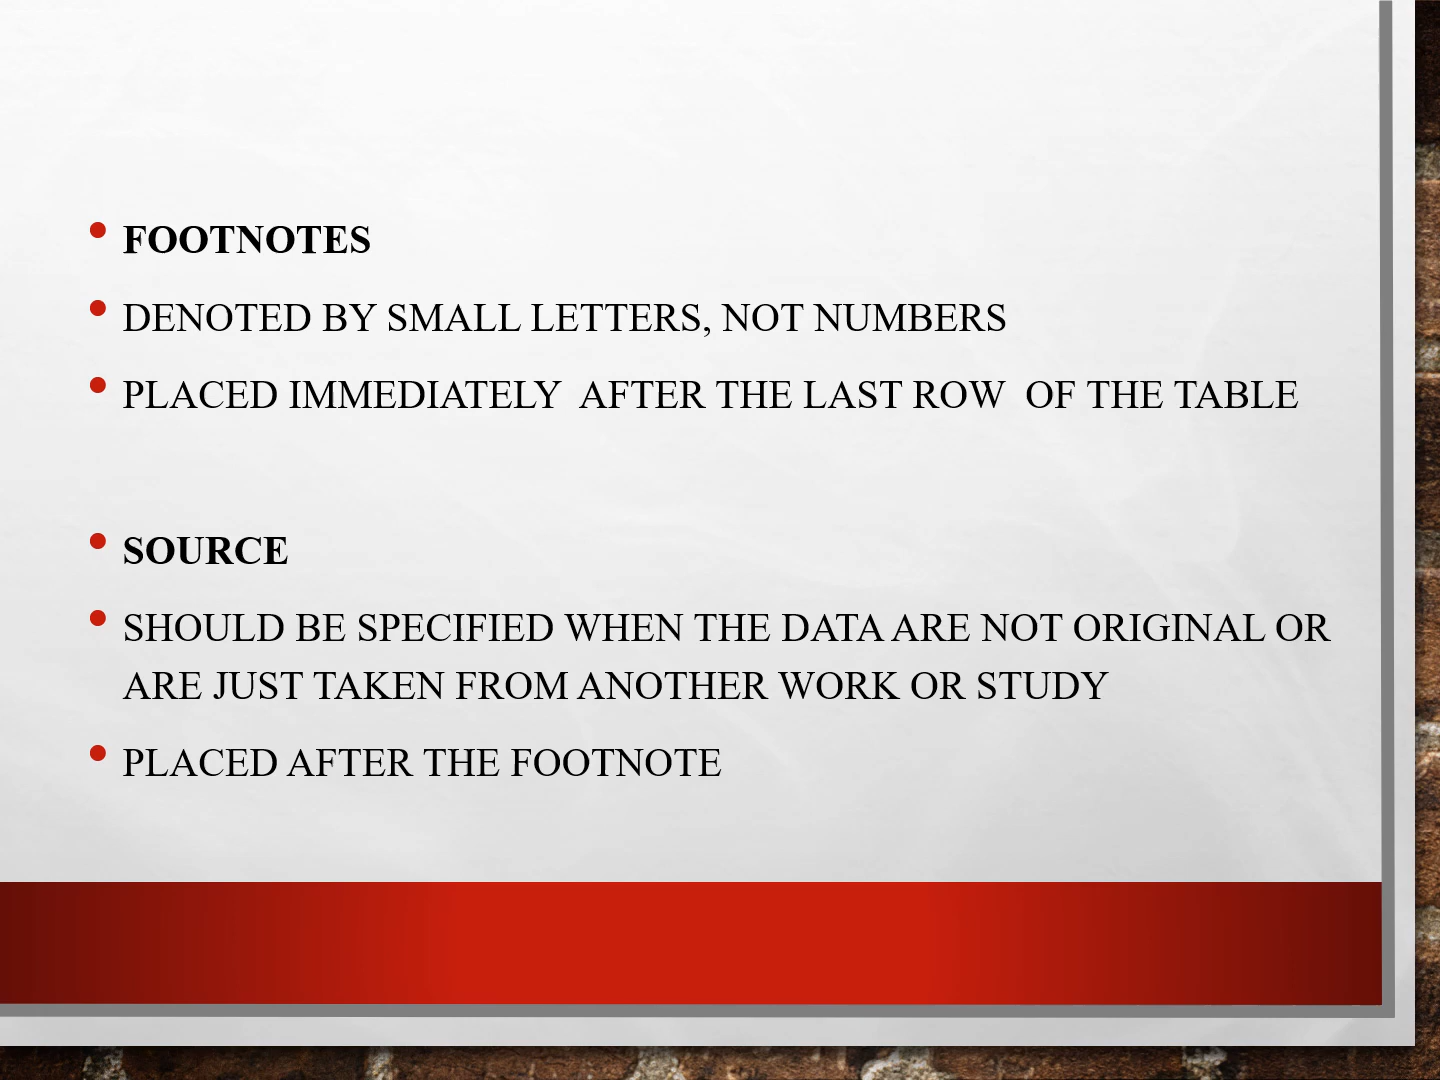 • FOOTNOTES
• DENOTED BY SMALL LETTERS, NOT NUMBERS
• PLACED IMMEDIATELY  AFTER THE LAST ROW  OF THE TABLE
• SOURCE
• SHOULD BE SPECIFIED WHEN THE DATA ARE NOT ORIGINAL OR
ARE JUST TAKEN FROM ANOTHER WORK OR STUDY
• PLACED AFTER THE FOOTNOTE